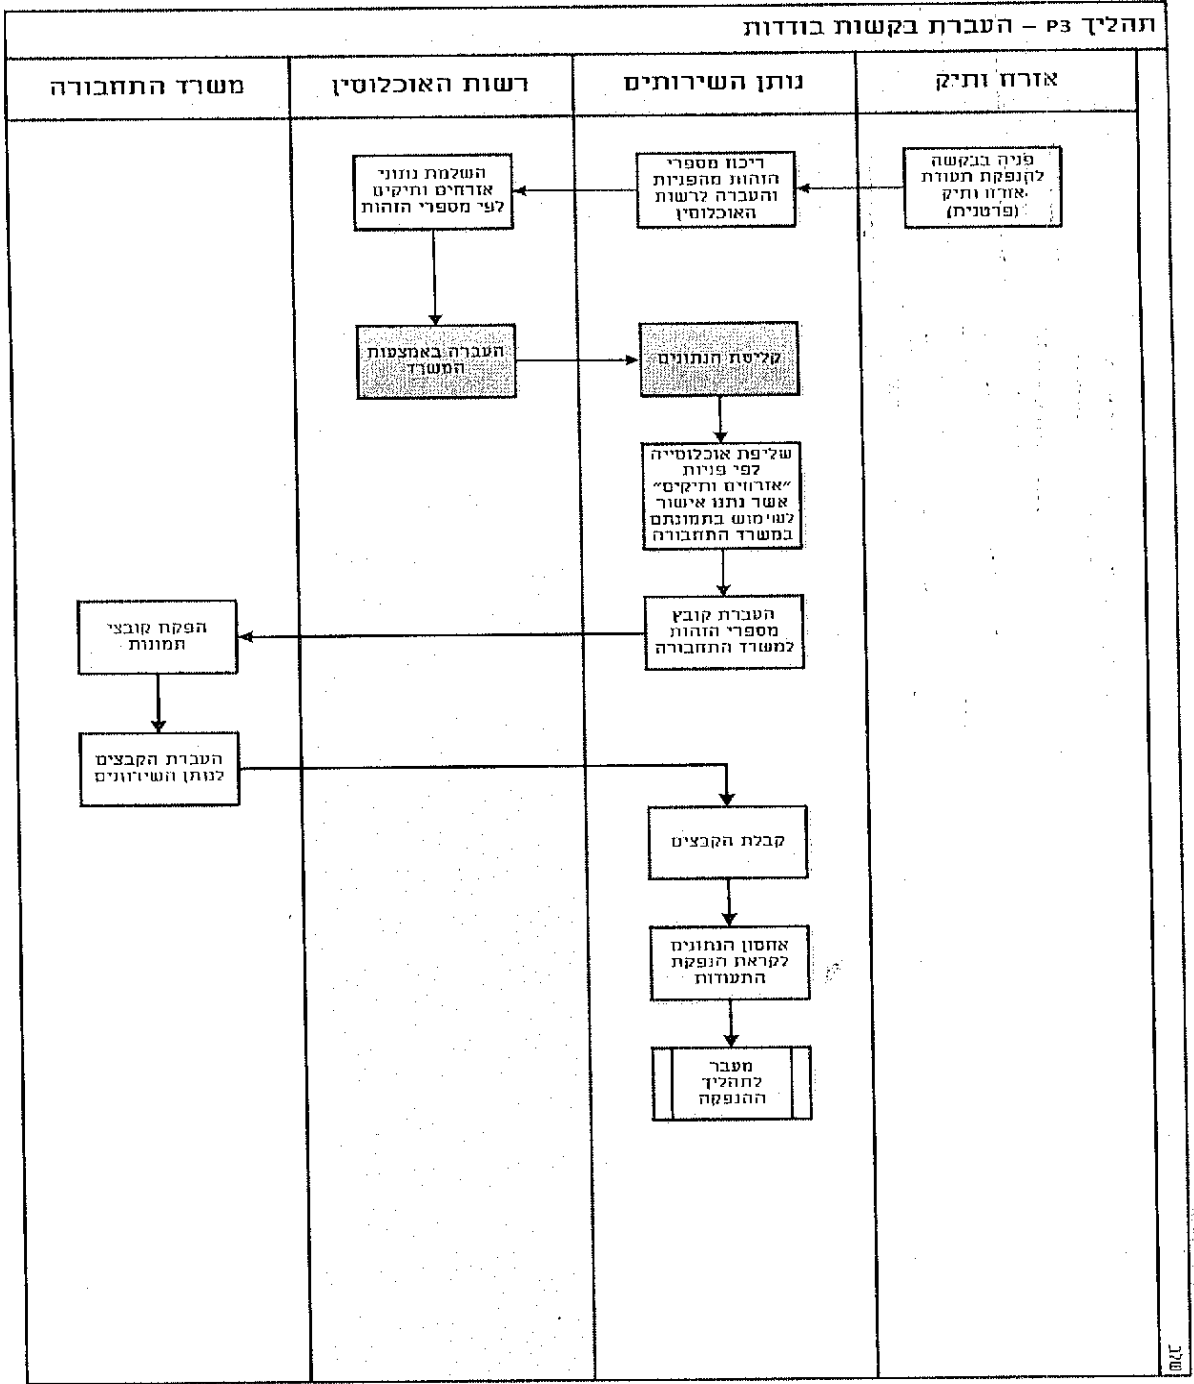 תהליך P3 – העברת בקשות בודדות
אזרח ותיק
נותן השירותים
רשות האוכלוסין
משרד התחבורה
פניה בבקשה
להנפקת תעודת
אזרח ותיק
(פרטנית)
ריכוז מספרי
הזהות מהפניות
והעברה לרשות
האוכלוסין
השלמת נתוני
אזרחים ותיקים
לפי מספרי הזהות
העברה באמצעות
המשרד
קליטת הנתונים
שליפת אוכלוסייה
לפי פניות
"אזרחים ותיקים"
אשר נתנו אישור
לשימוש בתמונתם
במשרד התחבורה
העברת קובץ
מספרי הזהות
למשרד התחבורה
הפקת קובצי
תמונות
העברת הקבצים
לנותן השירותים
קבלת הקבצים
אחסון הנתונים
לקראת הנפקת
התעודות
מעבר
לתהליך
ההנפקה
שלב